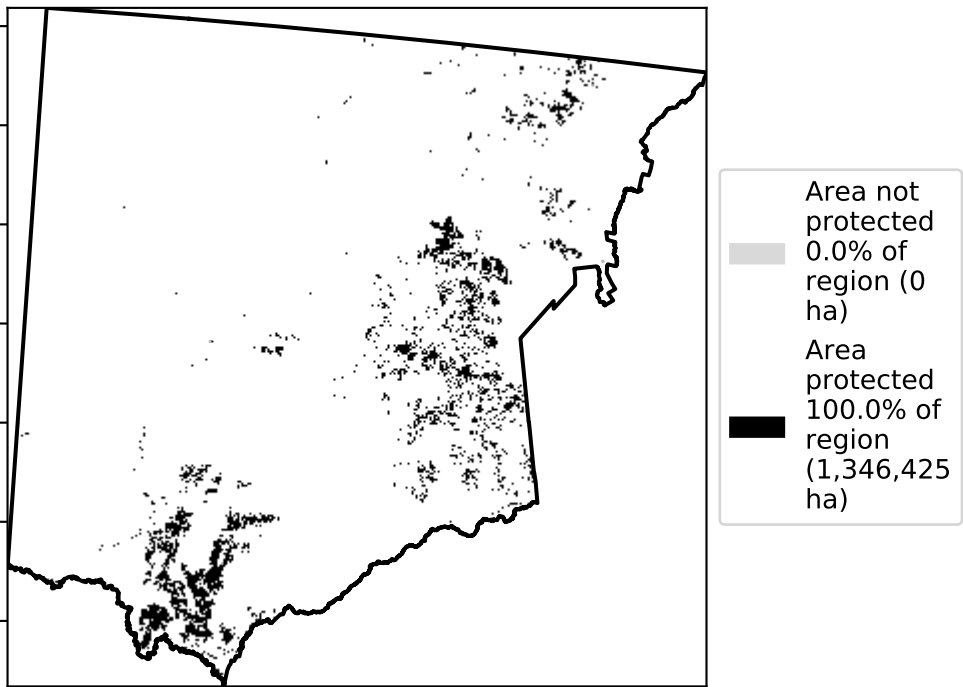 Area not
protected
0.0% of
region (0
ha)
Area
protected
100.0% of
region
(1,346,425
ha)